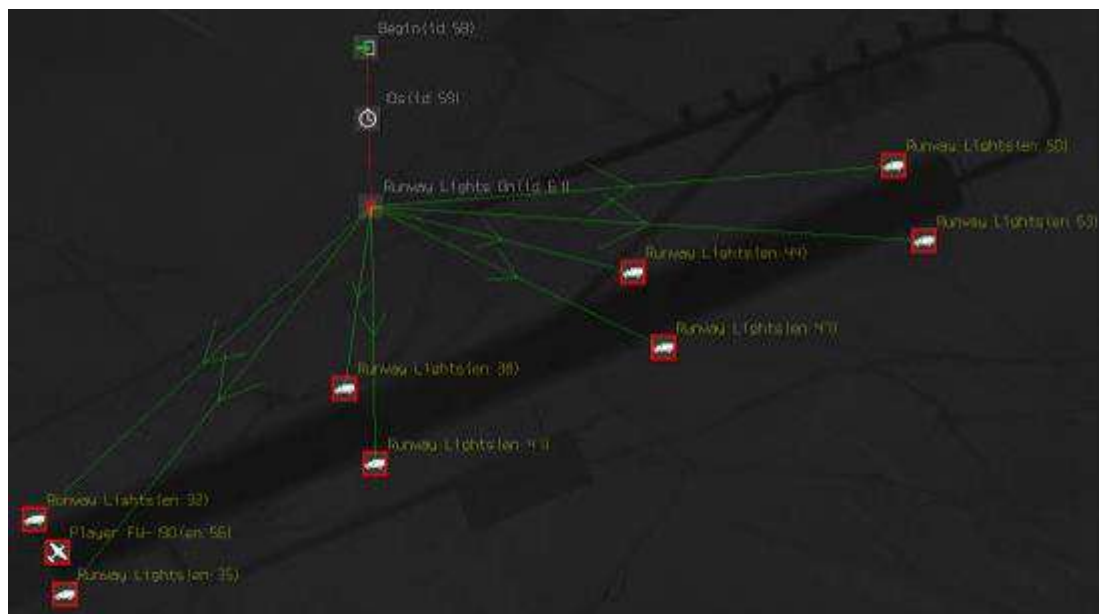 Begin(id 58)
10s(id 59)
Runway Lights On(id 61)
Runway Lights(en 50)
Runway Lights(en 53)
Runway Lights(en 44)
Runway Lights(en 47)
Runway Lights(en 38)
Runway Lights(en 41)
Runway Lights(en 32)
Player FW-190(en 56)
Runway Lights(en 35)